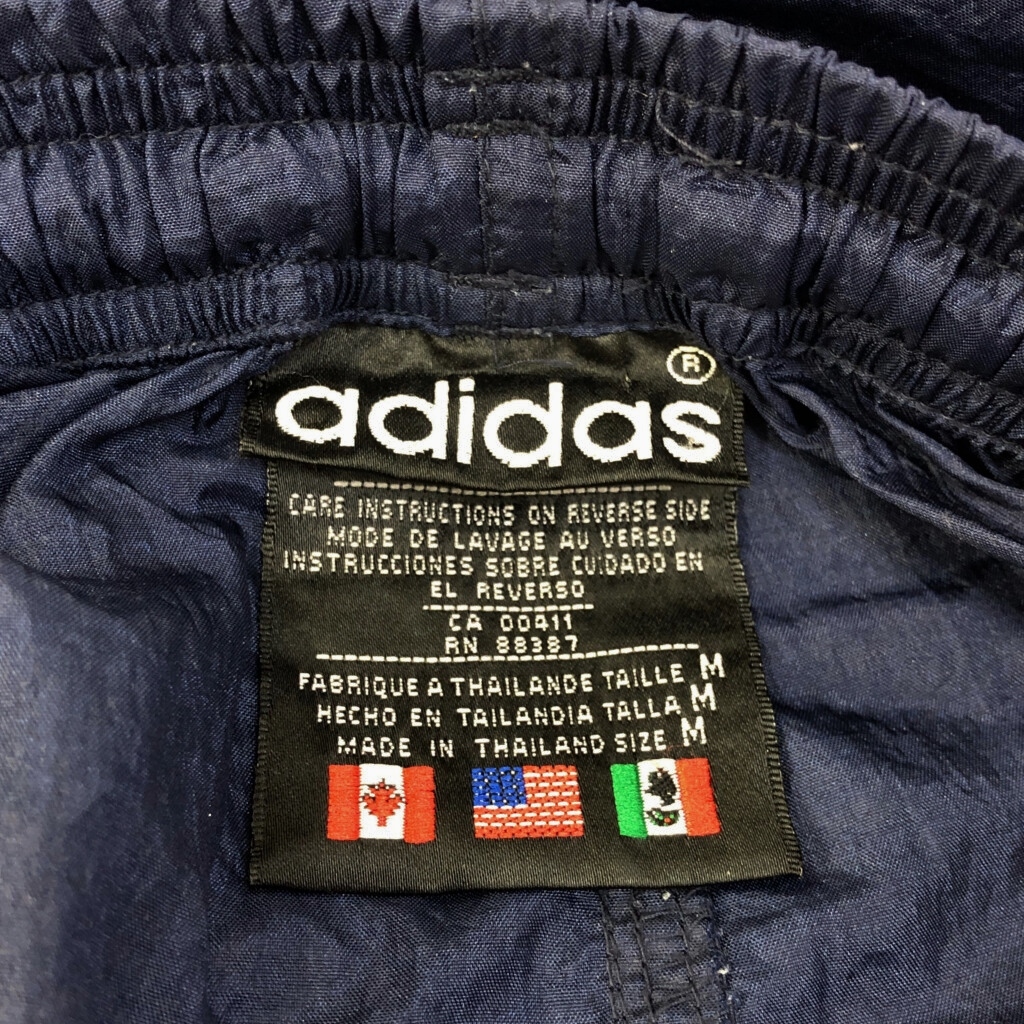 ®
adidas
CARE INSTRUCTIONS ON REVERSE SIDE
MODE DE LAVAGE AU VERSO
INSTRUCCIONES SOBRE CUIDADO EN
EL REVERSO
CA 00411
RN 88387
FABRIQUE A THAILANDE TAILLE M
HECHO EN TAILANDIA TALLA M
MADE IN THAILAND SIZE M